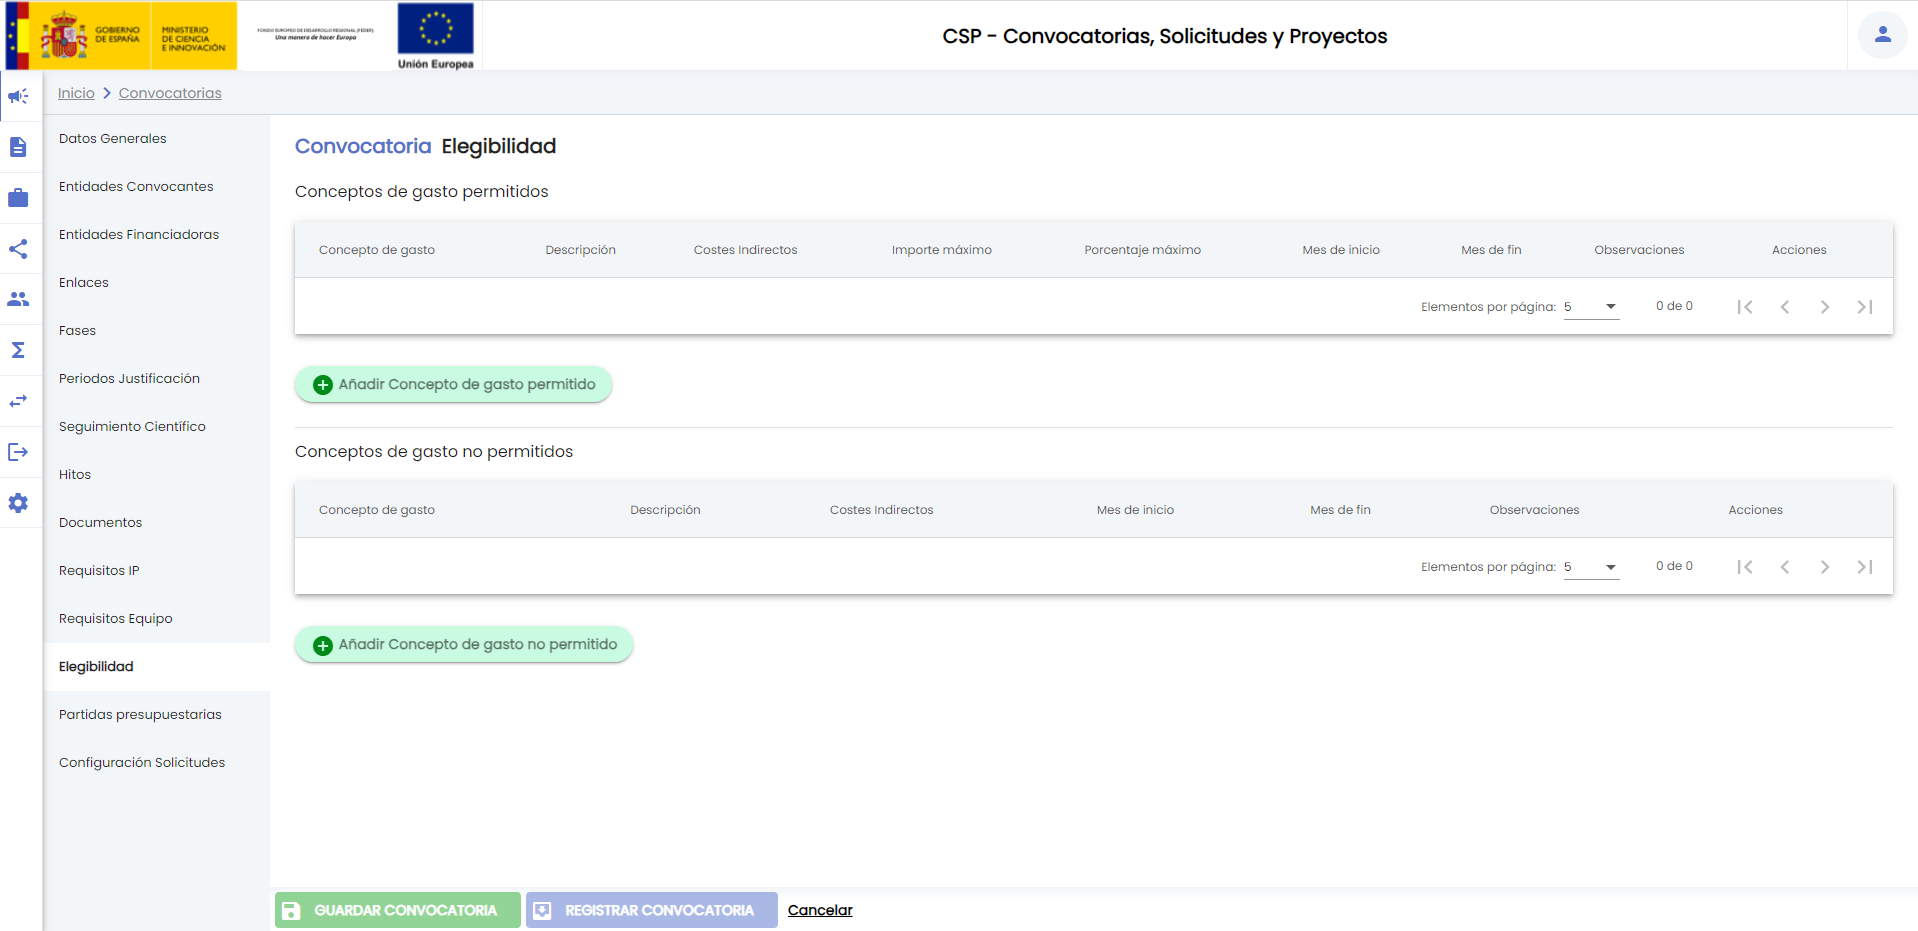 GOBIERNO
DE ESPAÑA
MINISTERIO
DE CIENCIA
E INNOVACIÓN
FONDO EUROPEO DE DESARROLLO REGIONAL (FEDER)
Una manera de hacer Europa
Unión Europea
CSP - Convocatorias, Solicitudes y Proyectos
Inicio
Convocatorias
Datos Generales
Entidades Convocantes
Entidades Financiadoras
Enlaces
Fases
Periodos Justificación
Seguimiento Científico
Hitos
Documentos
Requisitos IP
Requisitos Equipo
Elegibilidad
Partidas presupuestarias
Configuración Solicitudes
Convocatoria Elegibilidad
Conceptos de gasto permitidos
Concepto de gasto Descripción Costes Indirectos Importe máximo Porcentaje máximo Mes de inicio Mes de fin Observaciones Acciones
Elementos por página: 5 0 de 0
Añadir Concepto de gasto permitido
Conceptos de gasto no permitidos
Concepto de gasto Descripción Costes Indirectos Mes de inicio Mes de fin Observaciones Acciones
Elementos por página: 5 0 de 0
Añadir Concepto de gasto no permitido
GUARDAR CONVOCATORIA REGISTRAR CONVOCATORIA Cancelar